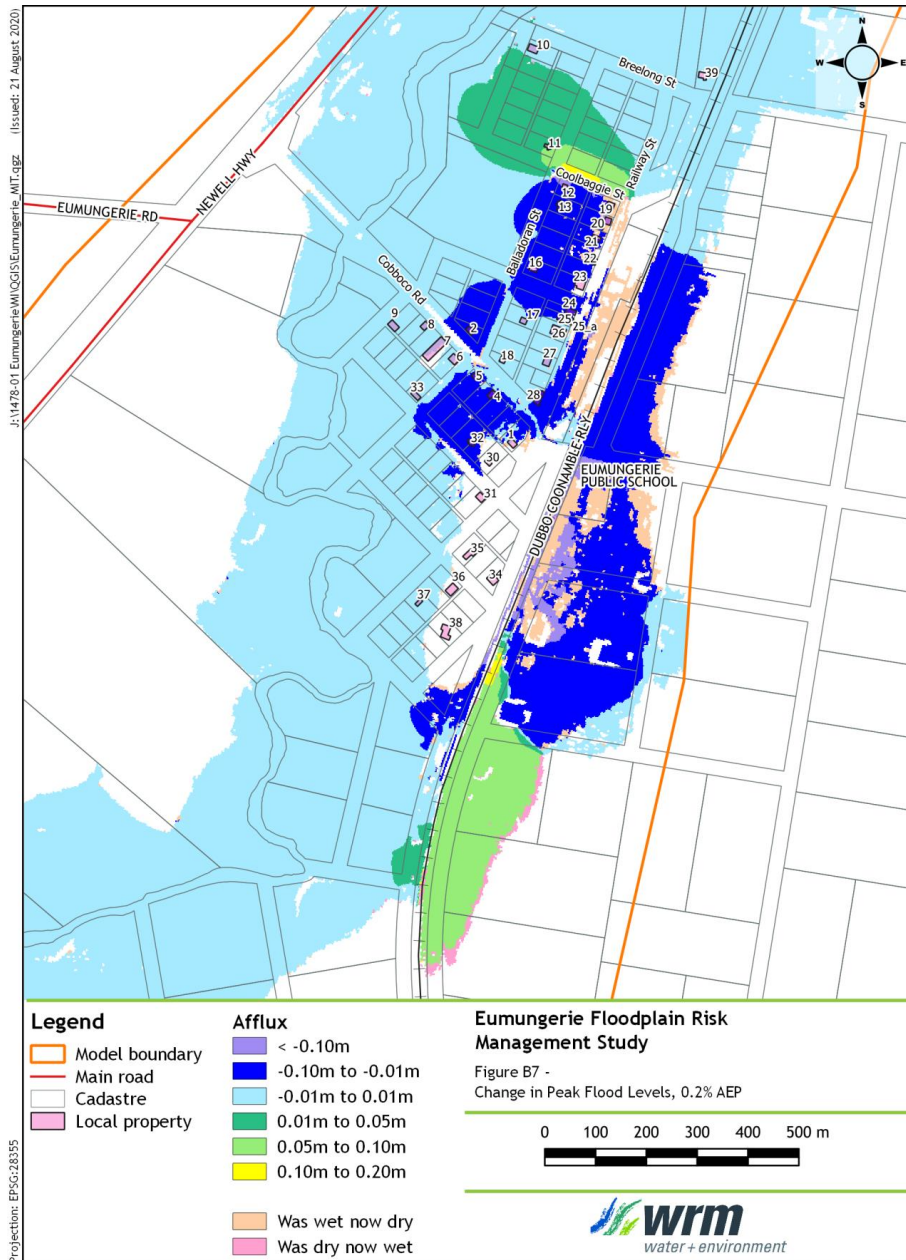 J:\1478-01 Eumungerie\MI\QGIS\Eumungerie_MIT.qgz (Issued: 21 August 2020)
N
W E
S
10
Breelong St
39
NEWELL-HWY
EUMUNGERIE-RD
11
Railway St
Coolbaggie St
12
13
19
20
Balladoran St
21
22
16
23
Cobboco Rd
24
17
25
25_a
26
9
8
2
7
6
18
27
5
33
4
28
32
1
30
DUBBO-COONAMBLE-RLY
EUMUNGERIE
PUBLIC SCHOOL
31
35
34
36
37
38
Legend
Model boundary
Main road
Cadastre
Local property
Afflux
< -0.10m
-0.10m to -0.01m
-0.01m to 0.01m
0.01m to 0.05m
0.05m to 0.10m
0.10m to 0.20m
Was wet now dry
Was dry now wet
Eumungerie Floodplain Risk
Management Study
Figure B7 -
Change in Peak Flood Levels, 0.2% AEP
0 100 200 300 400 500 m
wrm
water + environment
Projection: EPSG:28355